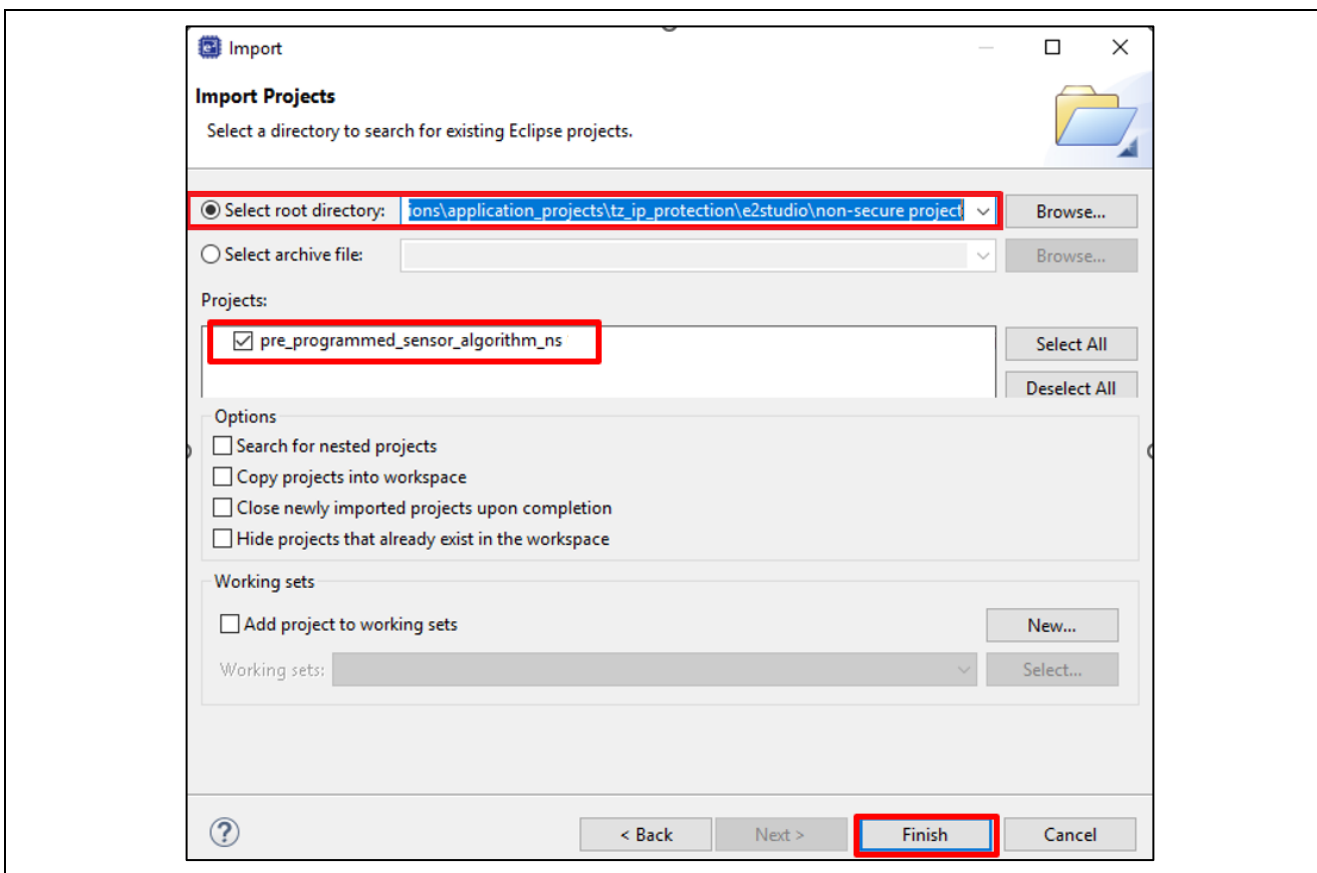 Import
Import Projects
Select a directory to search for existing Eclipse projects.
Select root directory: ions\application_projects\tz_ip_protection\e2studio\non-secure project Browse...
Select archive file: Browse...
Projects:
pre_programmed_sensor_algorithm_ns
Select All
Deselect All
Options
Search for nested projects
Copy projects into workspace
Close newly imported projects upon completion
Hide projects that already exist in the workspace
Working sets
Add project to working sets New...
Working sets: Select...
? < Back Next > Finish Cancel